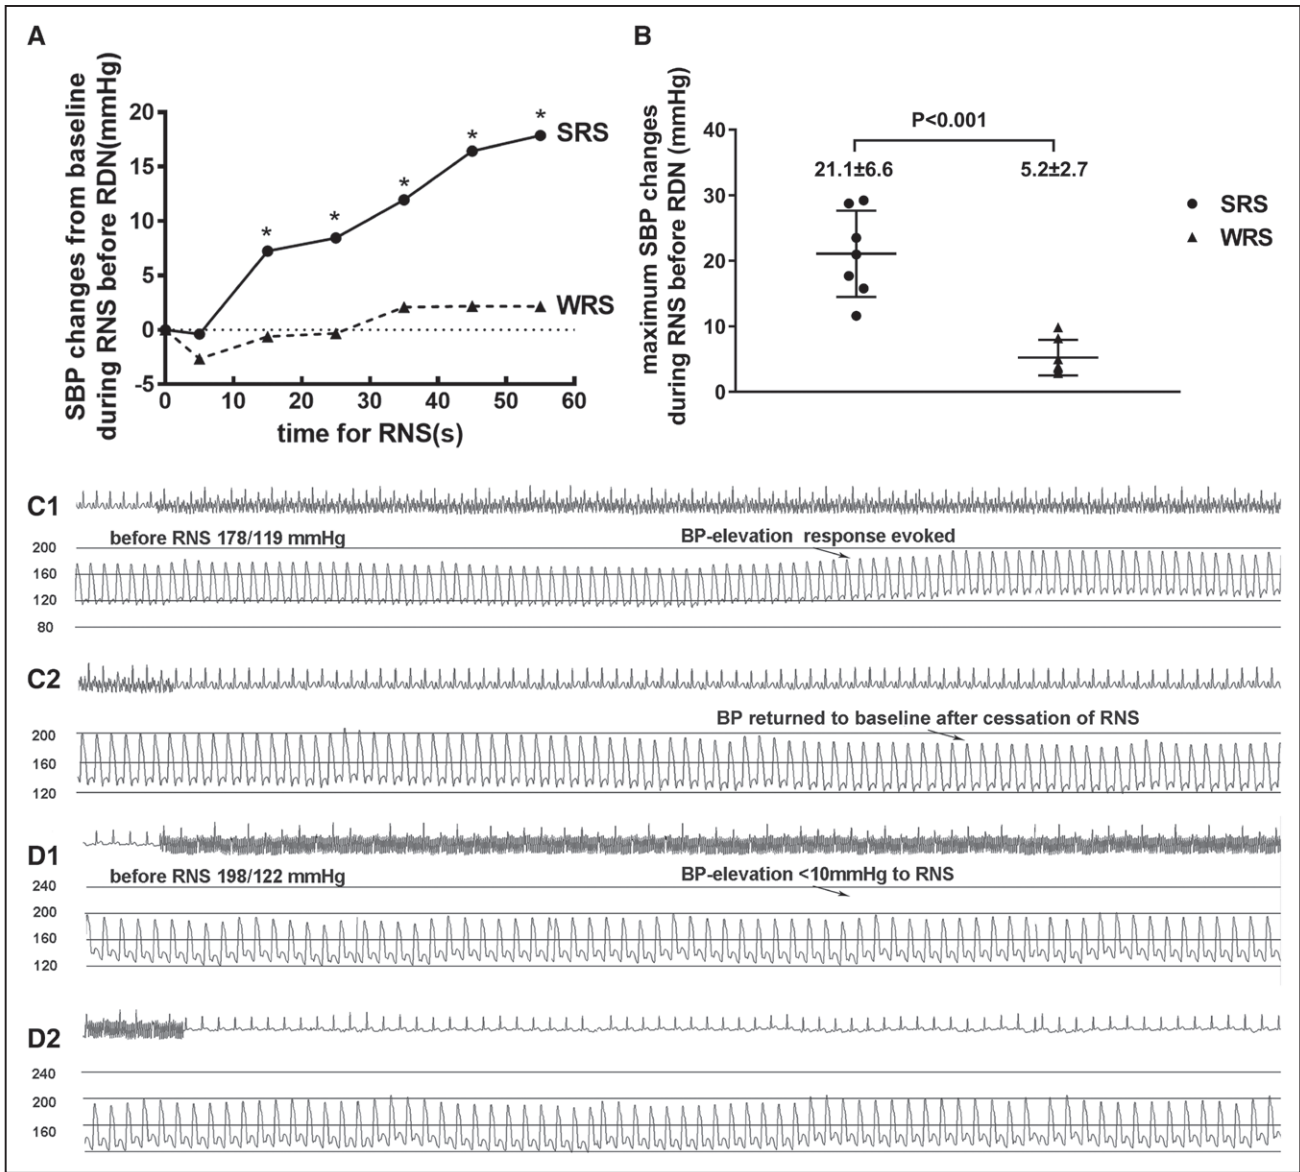 A
SBP changes from baseline
during RNS before RDN(mmHg)
20
15
10
5
0
-5
*
*
*
*
*
SRS
WRS
0 10 20 30 40 50 60
time for RNS(s)
B
maximum SBP changes
during RNS before RDN (mmHg)
40
30
20
10
0
P<0.001
21.1±6.6 5.2±2.7
SRS
WRS
C1
before RNS 178/119 mmHg BP-elevation response evoked
200
160
120
80
C2
BP returned to baseline after cessation of RNS
200
160
120
D1
before RNS 198/122 mmHg BP-elevation <10mmHg to RNS
240
200
160
120
D2
240
200
160